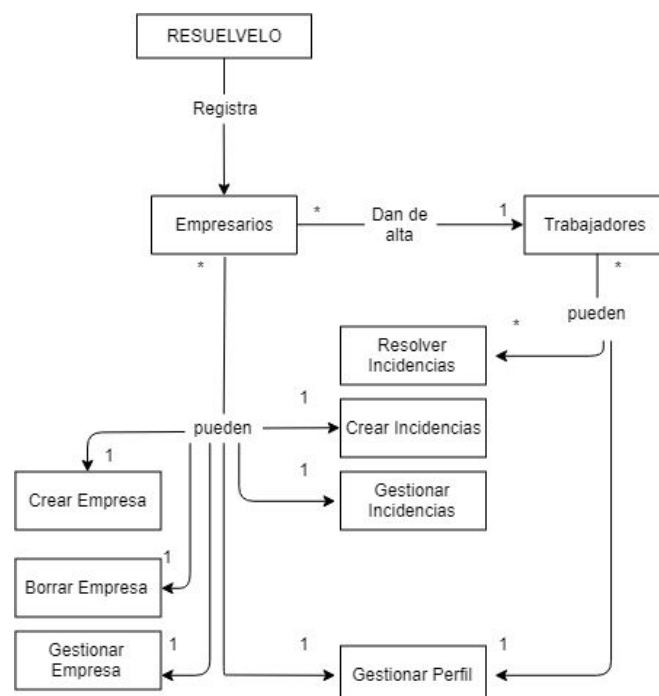 RESUELVELO
Registra
Empresarios
*
Dan de
alta
1
Trabajadores
*
*
pueden
*
Resolver
Incidencias
1
Crear Incidencias
pueden
1
Crear Empresa
1
Gestionar
Incidencias
1
Borrar Empresa
1
Gestionar
Empresa
1
Gestionar Perfil
1